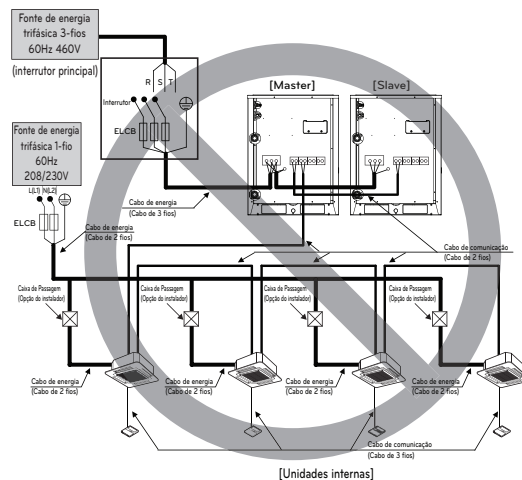 Fonte de energia
trifásica 3-fios
60Hz 460V
(interrutor principal)
R S T
Interrutor
ELCB
[Master]
[Slave]
Fonte de energia
trifásica 1-fio
60Hz
208/230V
L(L1) N(L2)
ELCB
Cabo de energia
(Cabo de 3 fios)
Cabo de energia
(Cabo de 2 fios)
Cabo de comunicação
(Cabo de 2 fios)
Caixa de Passagem
(Opção do instalador)
Caixa de Passagem
(Opção do instalador)
Caixa de Passagem
(Opção do instalador)
Caixa de Passagem
(Opção do instalador)
Cabo de energia
(Cabo de 2 fios)
Cabo de energia
(Cabo de 2 fios)
Cabo de energia
(Cabo de 2 fios)
Cabo de energia
(Cabo de 2 fios)
Cabo de comunicação
(Cabo de 3 fios)
[Unidades internas]